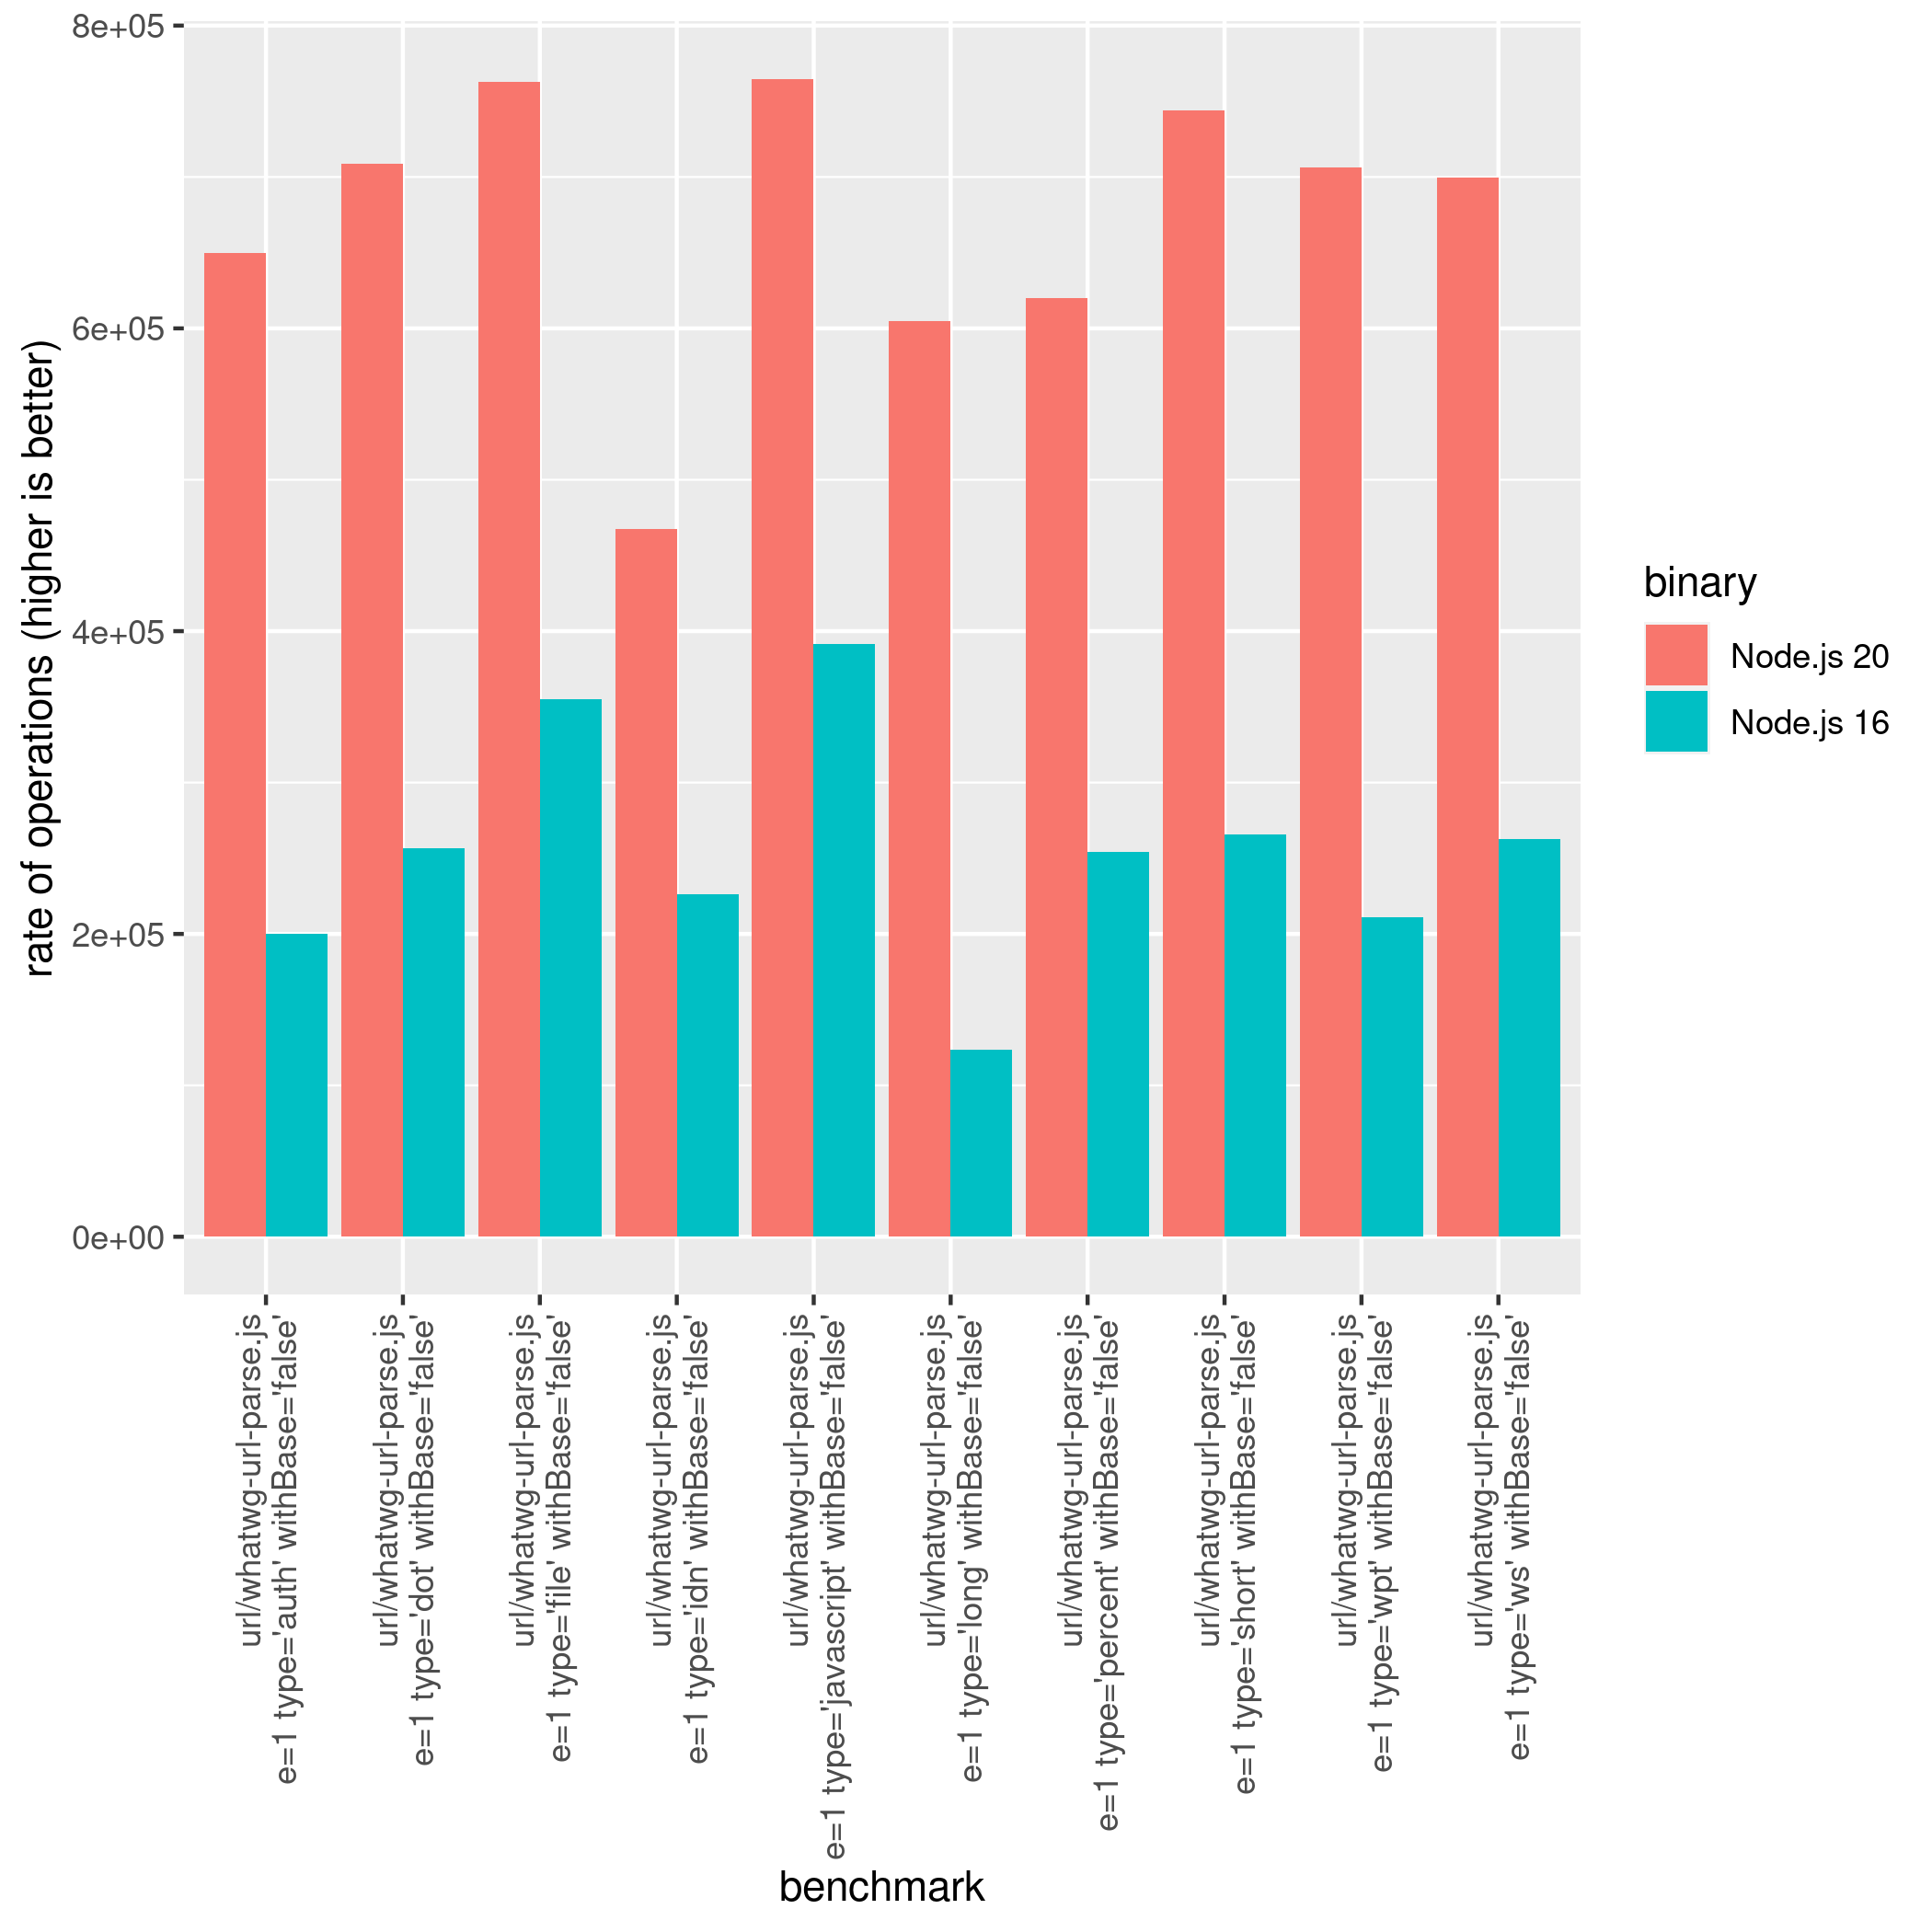 8e+05
6e+05
4e+05
2e+05
0e+00
rate of operations (higher is better)
url/whatwg-url-parse.js
e=1 type='auth' withBase='false'
url/whatwg-url-parse.js
e=1 type='dot' withBase='false'
url/whatwg-url-parse.js
e=1 type='file' withBase='false'
url/whatwg-url-parse.js
e=1 type='idn' withBase='false'
url/whatwg-url-parse.js
e=1 type='javascript' withBase='false'
url/whatwg-url-parse.js
e=1 type='long' withBase='false'
url/whatwg-url-parse.js
e=1 type='percent' withBase='false'
url/whatwg-url-parse.js
e=1 type='short' withBase='false'
url/whatwg-url-parse.js
e=1 type='wpt' withBase='false'
url/whatwg-url-parse.js
e=1 type='ws' withBase='false'
benchmark
binary
Node.js 20
Node.js 16